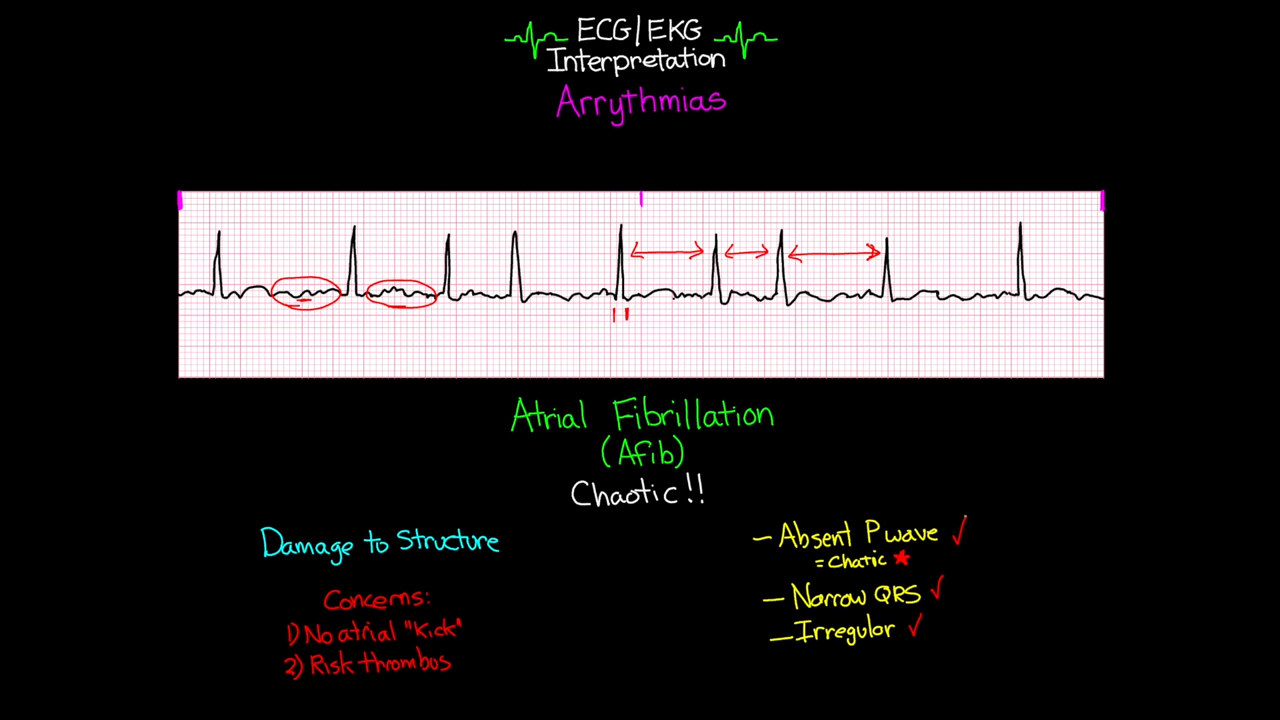 ECG/EKG
Interpretation
Arrythmias
Atrial Fibrillation
(Afib)
Chaotic!!
Damage to Structure
Concerns:
1) No atrial "Kick"
2) Risk thrombus
- Absent P wave ✓
= Chatic ★
- Narrow QRS ✓
- Irregular ✓